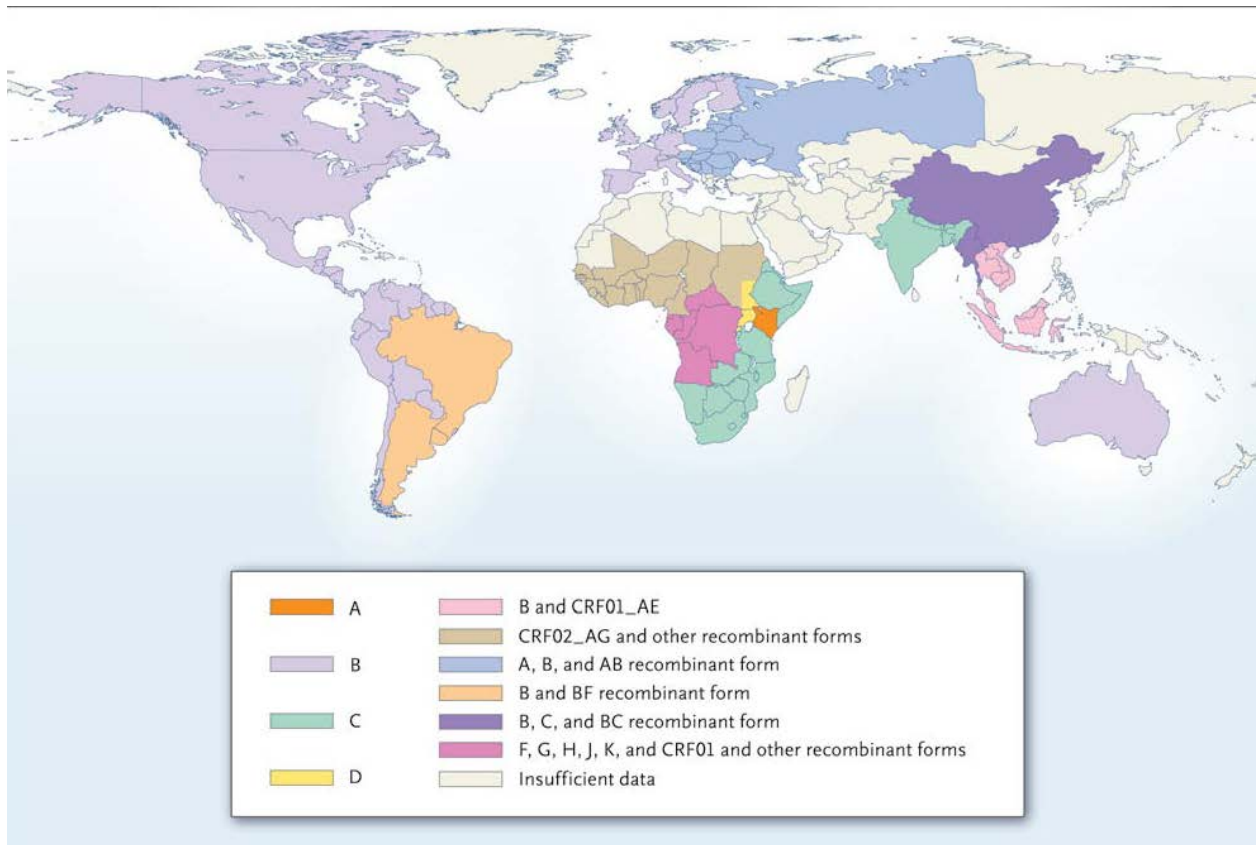 A
B and CRF01_AE
CRF02_AG and other recombinant forms
B
A, B, and AB recombinant form
B and BF recombinant form
C
B, C, and BC recombinant form
F, G, H, J, K, and CRF01 and other recombinant forms
D
Insufficient data